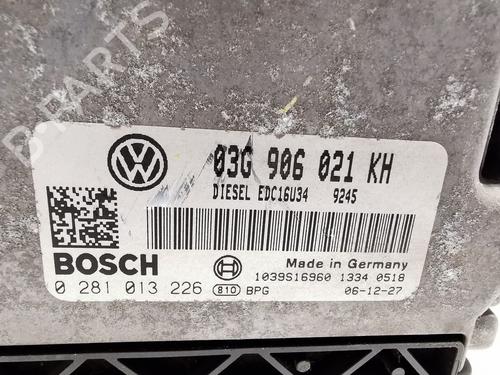 B-PARTS
03G 906 021 KH
DIESEL EDC16U34 9245
BOSCH
Made in Germany
1039S16960 1334 0518
0 281 013 226 810 BPG 06-12-27